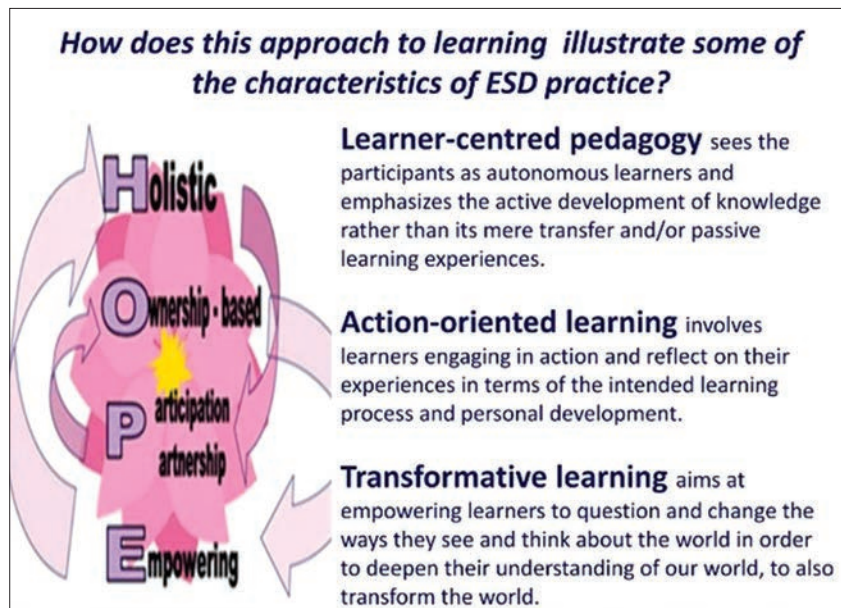 How does this approach to learning illustrate some of
the characteristics of ESD practice?
Holistic
Ownership - based
Participation
artnership
Empowering
Learner-centred pedagogy sees the
participants as autonomous learners and
emphasizes the active development of knowledge
rather than its mere transfer and/or passive
learning experiences.
Action-oriented learning involves
learners engaging in action and reflect on their
experiences in terms of the intended learning
process and personal development.
Transformative learning aims at
empowering learners to question and change the
ways they see and think about the world in order
to deepen their understanding of our world, to also
transform the world.